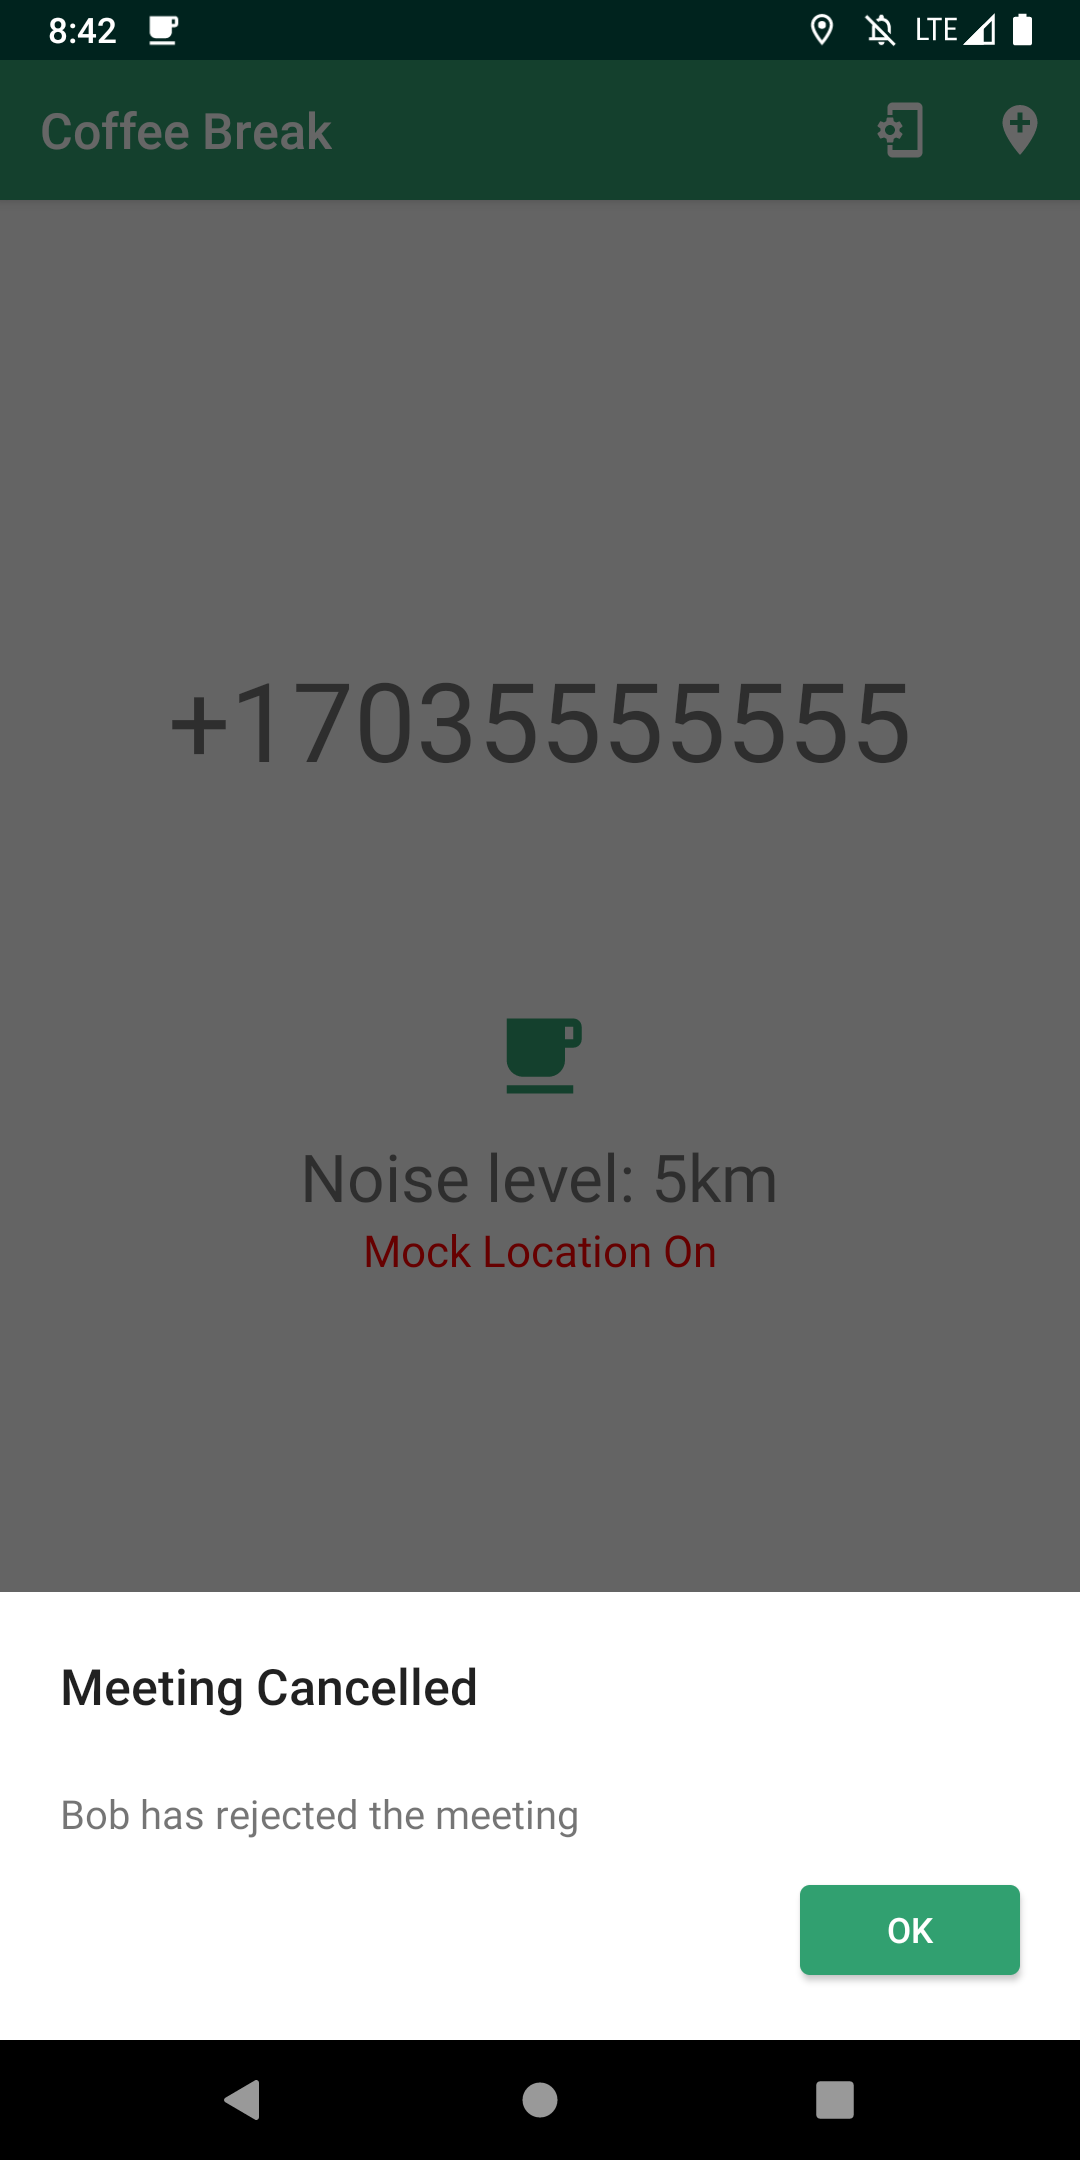 8:42
LTE
Coffee Break
+17035555555
Noise level: 5km
Mock Location On
Meeting Cancelled
Bob has rejected the meeting
OK